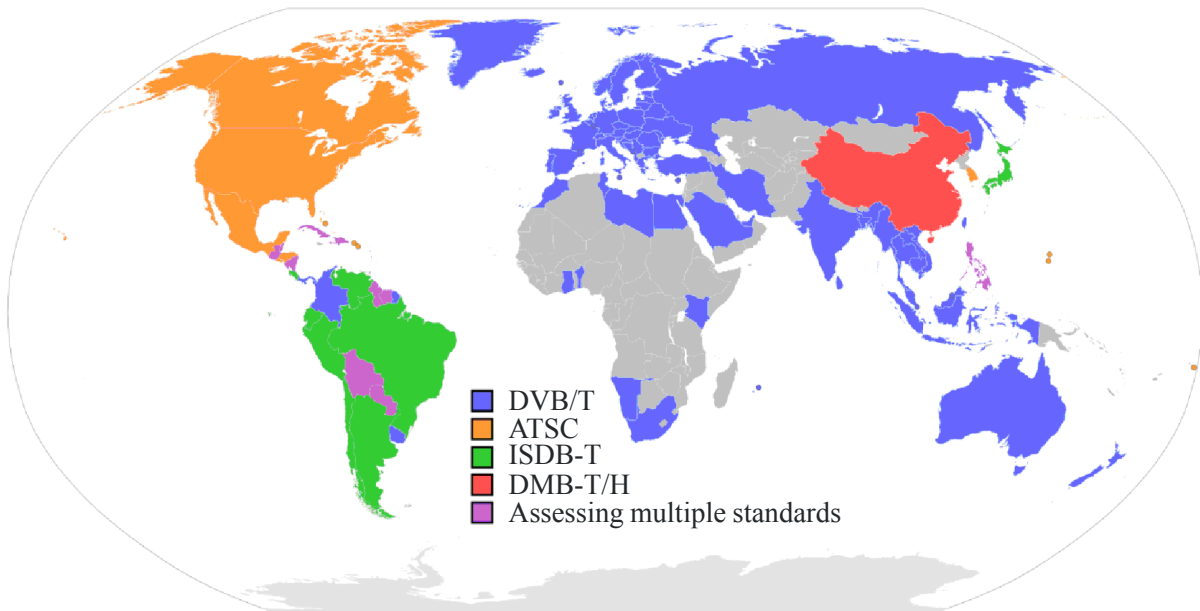 DVB/T
ATSC
ISDB-T
DMB-T/H
Assessing multiple standards